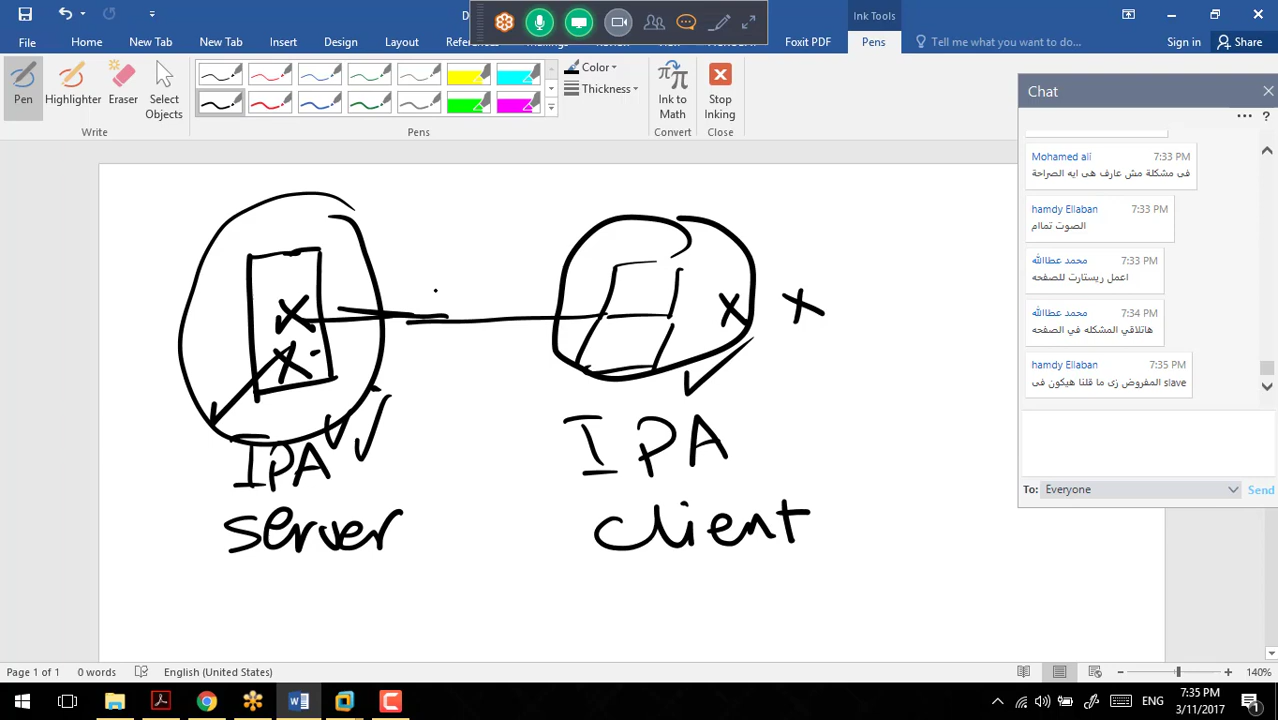 D
Ink Tools
File
Home
New Tab
New Tab
Insert
Design
Layout
Foxit PDF
Pens
Tell me what you want to do...
Sign in
Share
Pen
Highlighter
Eraser
Select
Objects
Color
Thickness
Ink to
Math
Stop
Inking
Write
Pens
Convert
Close
Chat
Mohamed ali 7:33 PM
فى مشكلة مش عارف هى ايه الصراحة
hamdy Ellaban 7:33 PM
الصوت تماام
محمد عطاالله 7:33 PM
اعمل ريستارت للصفحه
محمد عطاالله 7:34 PM
هاتلاقي المشكله في الصفحه
hamdy Ellaban 7:35 PM
المفروض زى ما قلنا هيكون فى slave
To: Everyone
Send
X
X
X X
IPA
server
IPA
client
Page 1 of 1
0 words
English (United States)
140%
ENG
7:35 PM
3/11/2017
1